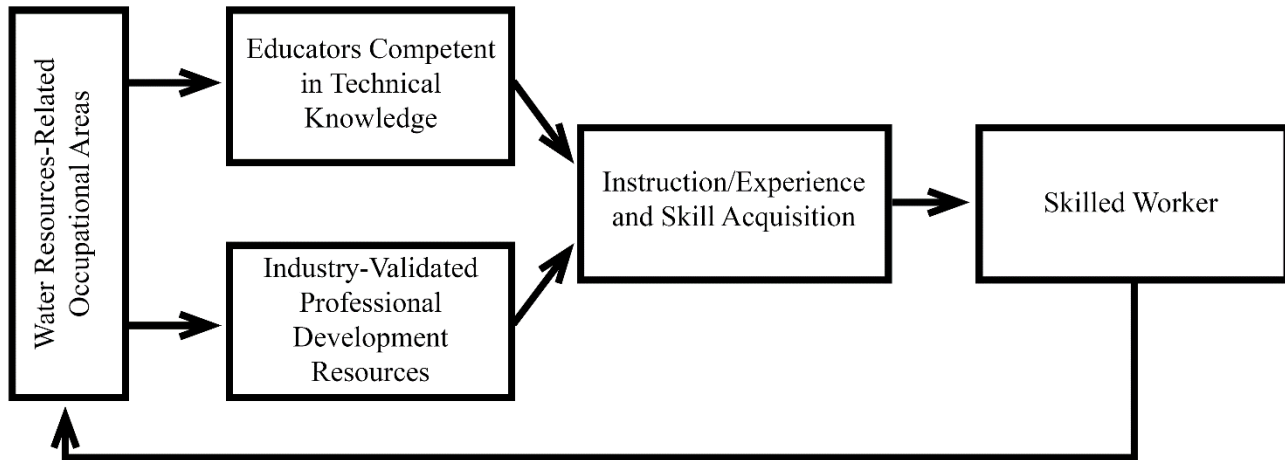 Water Resources-Related
Occupational Areas
Educators Competent
in Technical
Knowledge
Industry-Validated
Professional
Development
Resources
Instruction/Experience
and Skill Acquisition
Skilled Worker